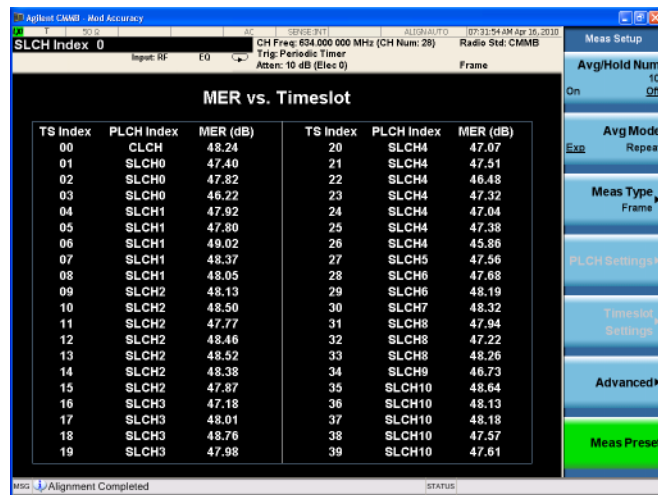 Agilent CMMB - Mod Accuracy
T 50 Ω AC SENSE:INT ALIGNAUTO 07:31:54 AM Apr 16, 2010
SLCH Index 0
Input: RF EQ
CH Freq: 634.000 000 MHz (CH Num: 28)
Trig: Periodic Timer
Atten: 10 dB (Elec 0)
Radio Std: CMMB
Frame
MER vs. Timeslot
TS Index PLCH Index MER (dB) TS Index PLCH Index MER (dB)
00 CLCH 48.24 20 SLCH4 47.07
01 SLCH0 47.40 21 SLCH4 47.51
02 SLCH0 47.82 22 SLCH4 46.48
03 SLCH0 46.22 23 SLCH4 47.32
04 SLCH1 47.92 24 SLCH4 47.04
05 SLCH1 47.80 25 SLCH4 47.38
06 SLCH1 49.02 26 SLCH4 45.86
07 SLCH1 48.37 27 SLCH5 47.56
08 SLCH1 48.05 28 SLCH6 47.68
09 SLCH2 48.13 29 SLCH6 48.19
10 SLCH2 48.50 30 SLCH7 48.32
11 SLCH2 47.77 31 SLCH8 47.94
12 SLCH2 48.46 32 SLCH8 47.22
13 SLCH2 48.52 33 SLCH8 48.26
14 SLCH2 48.38 34 SLCH9 46.73
15 SLCH2 47.87 35 SLCH10 48.64
16 SLCH3 47.18 36 SLCH10 48.13
17 SLCH3 48.01 37 SLCH10 48.18
18 SLCH3 48.76 38 SLCH10 47.57
19 SLCH3 47.98 39 SLCH10 47.61
Meas Setup
Avg/Hold Num
10
On Off
Avg Mode
Exp Repea
Meas Type
Frame
PLCH Settings
Timeslot
Settings
Advanced
Meas Prese
MSG Alignment Completed STATUS